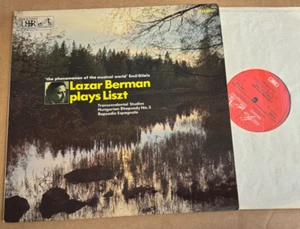 'the phenomenon of the musical world' Emil Gilels
Lazar Berman
plays Liszt
Transcendental Studies
Hungarian Rhapsody No.3
Rapsodie Espagnole